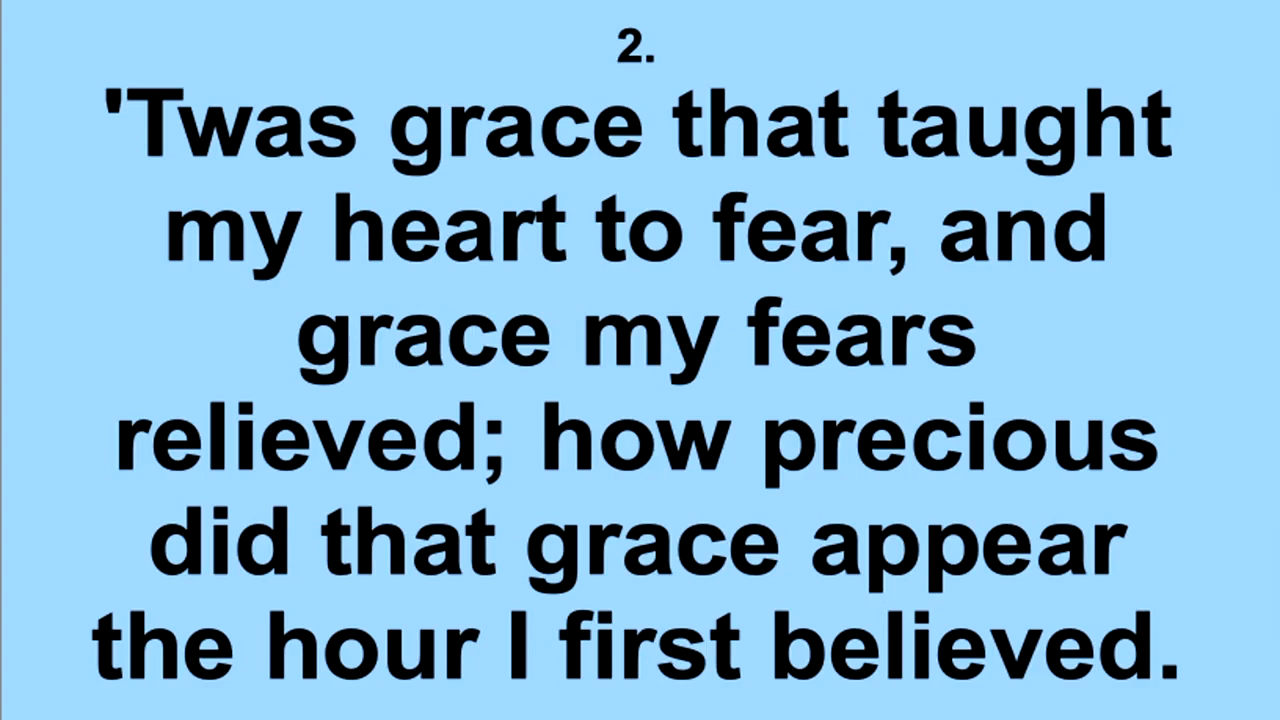 2.
'Twas grace that taught
my heart to fear, and
grace my fears
relieved; how precious
did that grace appear
the hour I first believed.